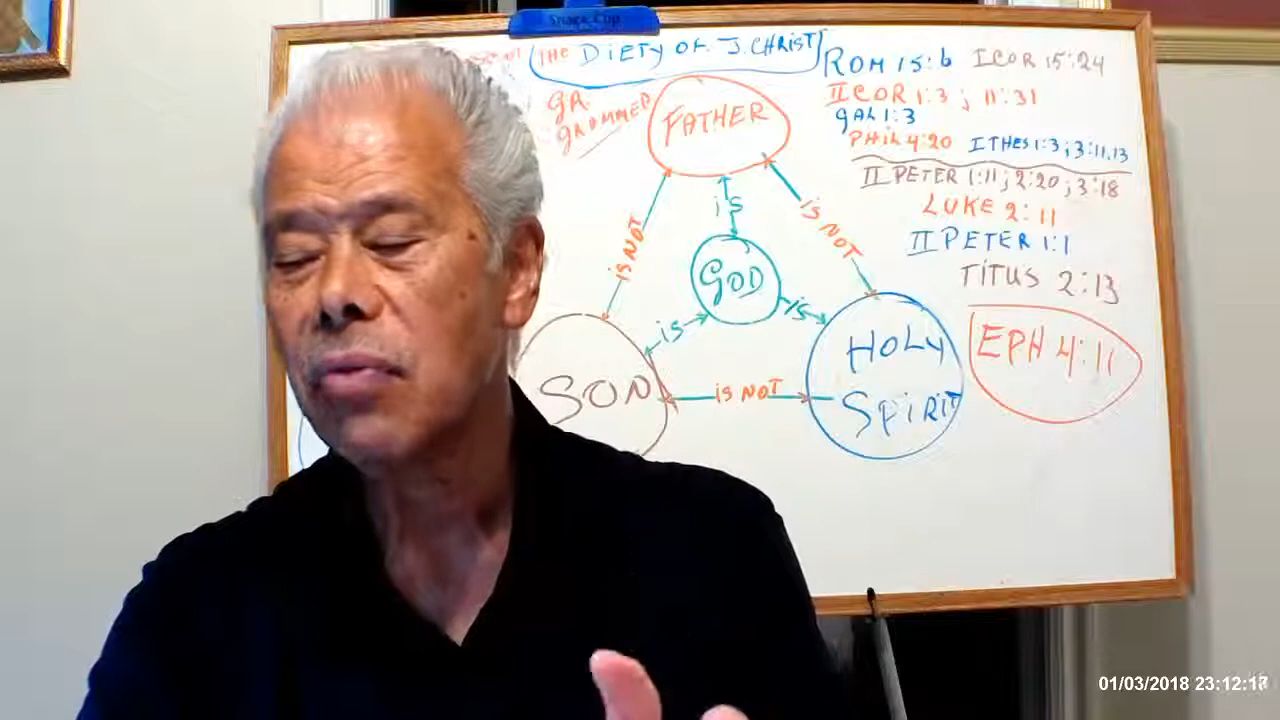 Snack Cup
THE DIETY OF J. CHRIST
GR.
GRAMMER
FATHER
is
is NOT
is NOT
GOD
is
is
SON
is NOT
HOLY
SPiRiT
ROM 15:6 I COR 15:24
II COR 1:3 ; 11:31
GAL 1:3
PHiL 4:20 I THES 1:3 ; 3:11,13
II PETER 1:11 ; 2:20 ; 3:18
LUKE 2:11
II PETER 1:1
TiTUS 2:13
EPH 4:11
01/03/2018 23:12:17